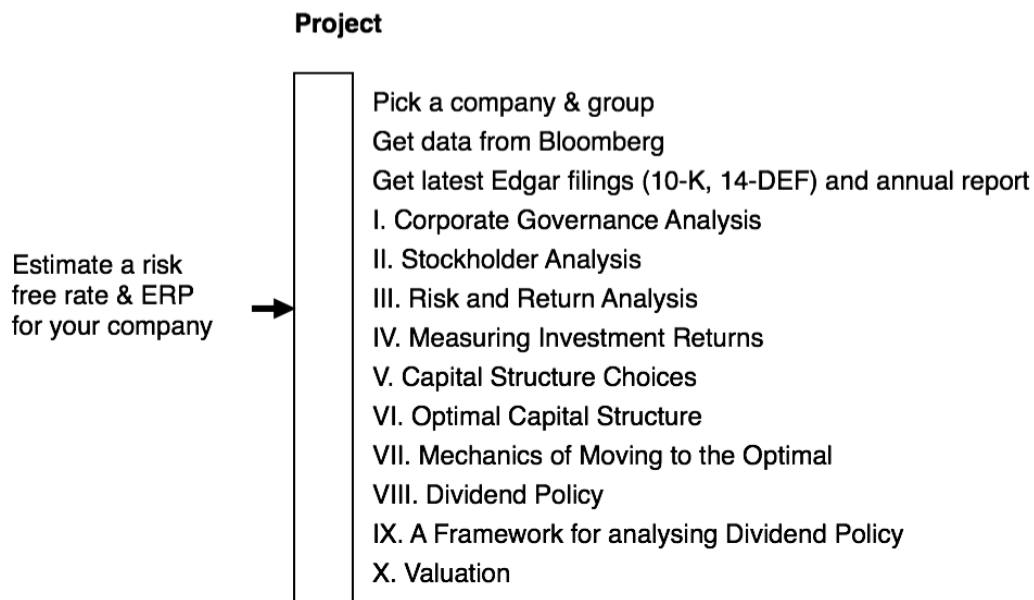 Project
Pick a company & group
Get data from Bloomberg
Get latest Edgar filings (10-K, 14-DEF) and annual report
I. Corporate Governance Analysis
II. Stockholder Analysis
III. Risk and Return Analysis
IV. Measuring Investment Returns
V. Capital Structure Choices
VI. Optimal Capital Structure
VII. Mechanics of Moving to the Optimal
VIII. Dividend Policy
IX. A Framework for analysing Dividend Policy
X. Valuation
Estimate a risk
free rate & ERP
for your company